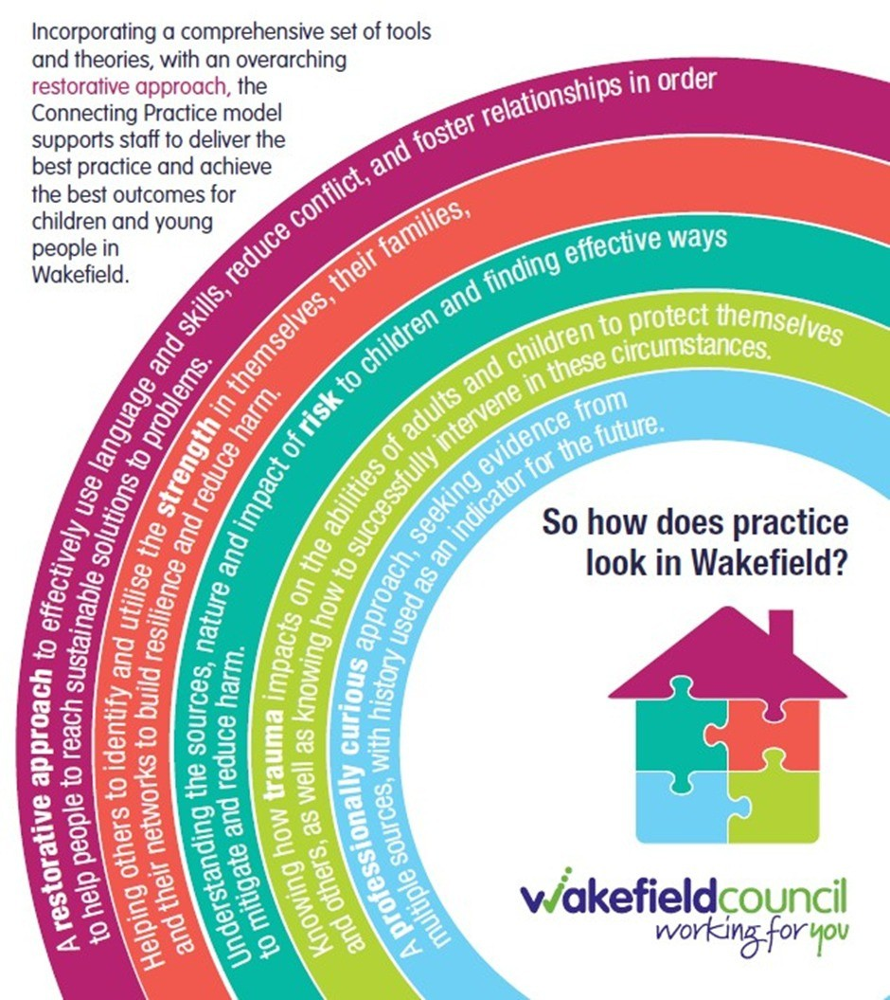 Incorporating a comprehensive set of tools
and theories, with an overarching
restorative approach, the
Connecting Practice model
supports staff to deliver the
best practice and achieve
the best outcomes for
children and young
people in
Wakefield.
A restorative approach to effectively use language and skills, reduce conflict, and foster relationships in order
to help people to reach sustainable solutions to problems.
Helping others to identify and utilise the strength in themselves, their families,
and their networks to build resilience and reduce harm.
Understanding the sources, nature and impact of risk to children and finding effective ways
to mitigate and reduce harm.
Knowing how trauma impacts on the abilities of adults and children to protect themselves
and others, as well as knowing how to successfully intervene in these circumstances.
A professionally curious approach, seeking evidence from
multiple sources, with history used as an indicator for the future.
So how does practice
look in Wakefield?
wakefieldcouncil
working for you